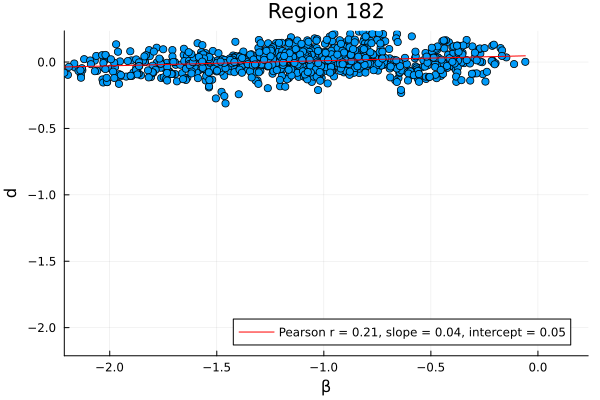 Region 182
0.0
−0.5
−1.0
−1.5
−2.0
d
Pearson r = 0.21, slope = 0.04, intercept = 0.05
−2.0 −1.5 −1.0 −0.5 0.0
β